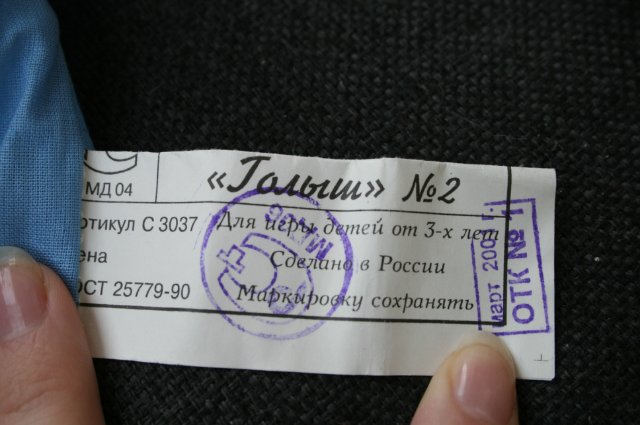 «Голыш» №2
МД 04
ртикул С 3037
Для игры детей от 3-х лет
ена
Сделано в России
ОСТ 25779-90
Маркировку сохранять
март 200
ОТК № 1